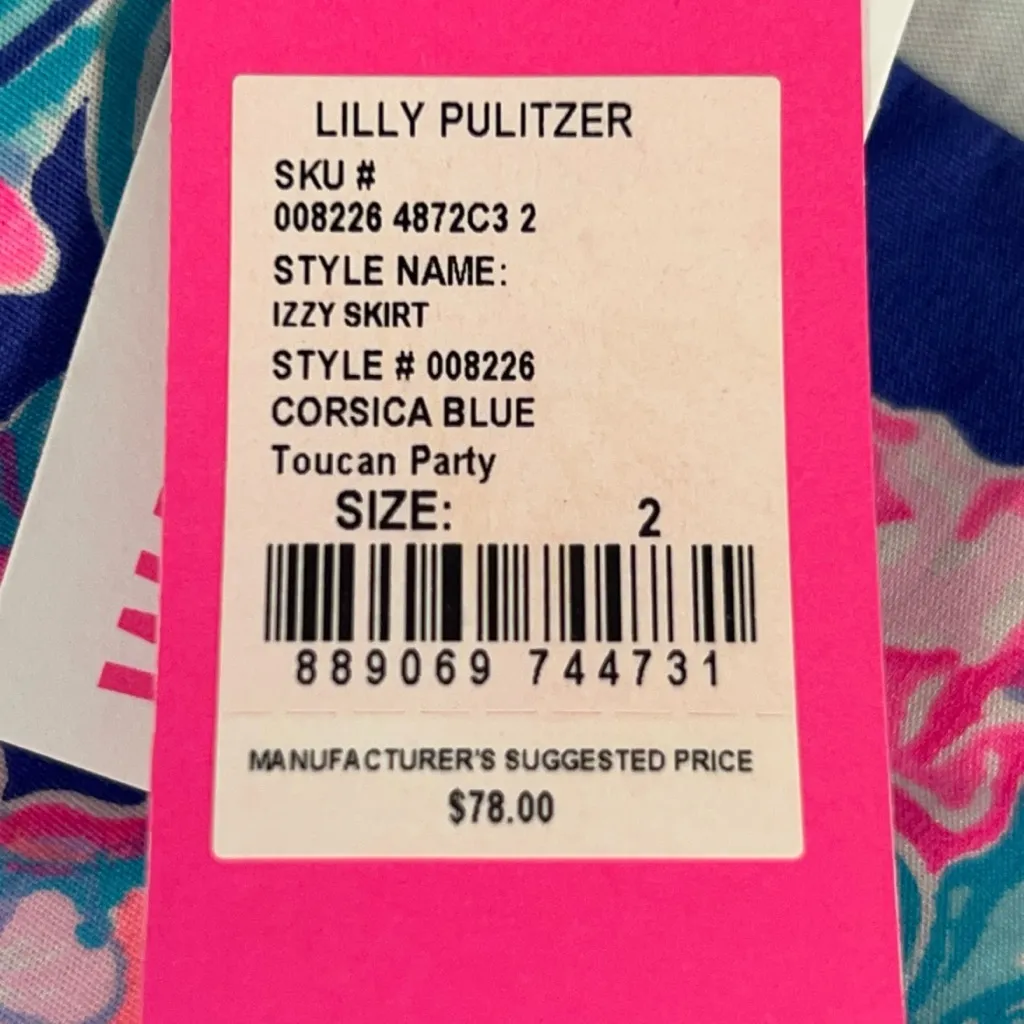 LILLY PULITZER
SKU #
008226 4872C3 2
STYLE NAME:
IZZY SKIRT
STYLE # 008226
CORSICA BLUE
Toucan Party
SIZE: 2
889069 744731
MANUFACTURER'S SUGGESTED PRICE
$78.00